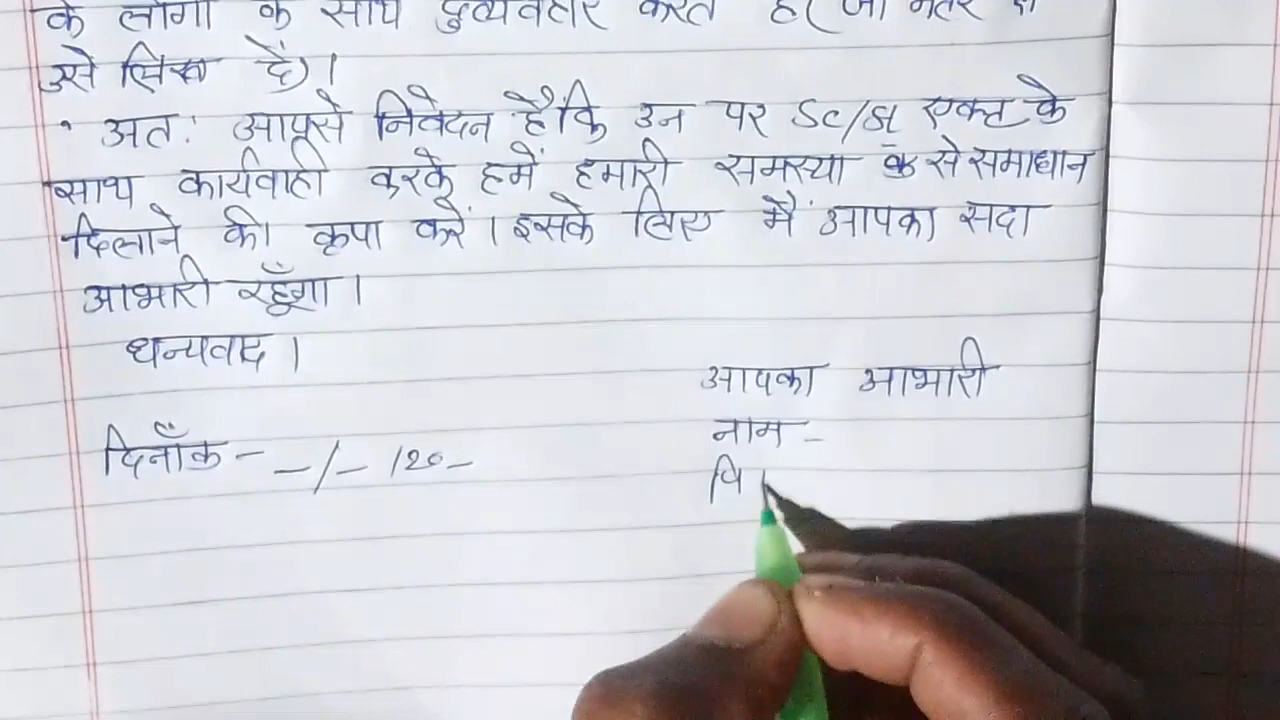 के लोगों के साथ दुर्व्यवहार करते हैं( जो मैटर हो
उसे लिख दें)।
अत: आपसे निवेदन है कि उन पर Sc/St एक्ट के
साथ कार्यवाही करके हमें हमारी समस्या से समाधान
दिलाने की कृपा करें। इसके लिए मैं आपका सदा
आभारी रहूँगा।
धन्यवाद।
आपका आभारी
नाम -
दिनाँक - _/_ /20_
पि